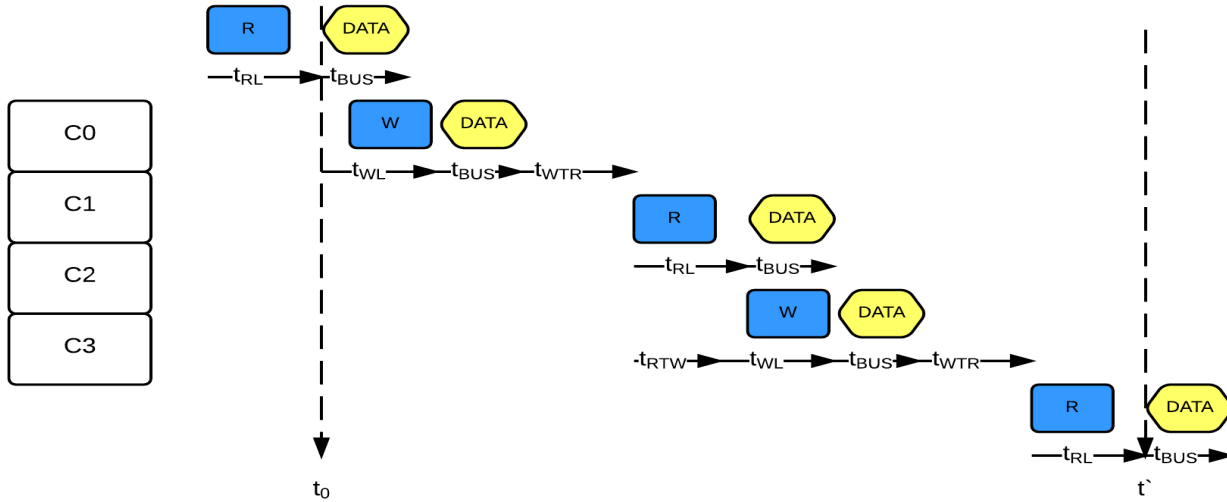 R DATA
tRL tBUS
C0 W DATA
tWL tBUS tWTR
C1 R DATA
C2 tRL tBUS
W DATA
C3 tRTW tWL tBUS tWTR
R DATA
tRL tBUS
t0 t`